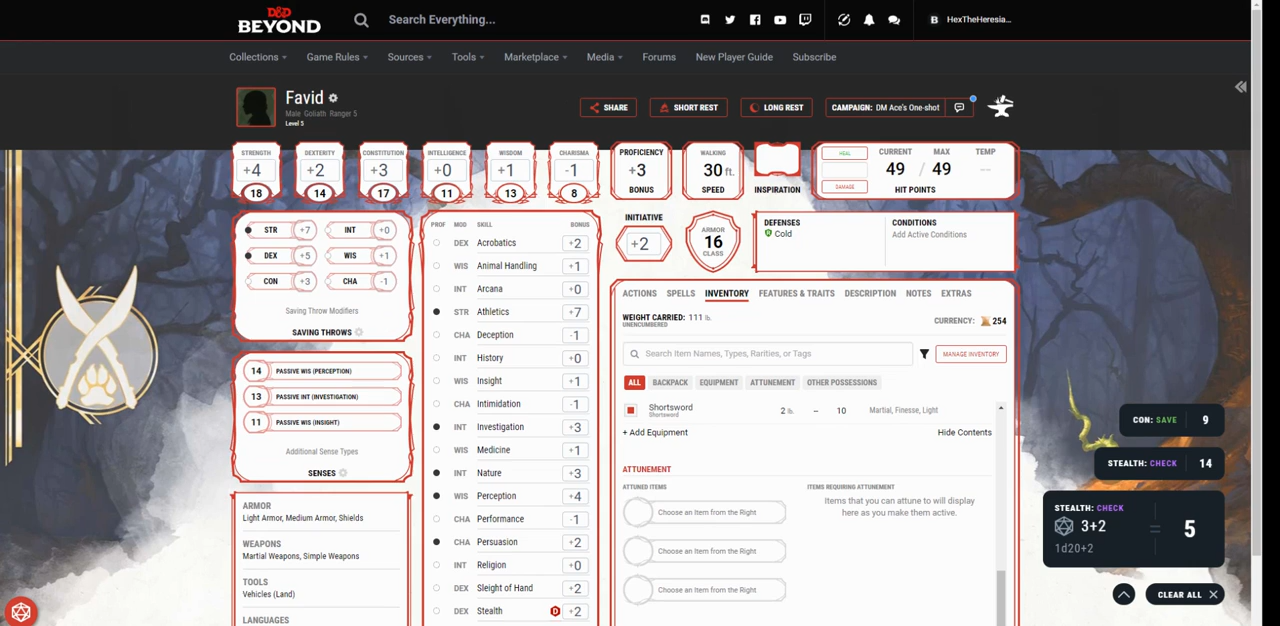 D&D
BEYOND
Search Everything...
HexTheHeresia...
Collections
Game Rules
Sources
Tools
Marketplace
Media
Forums
New Player Guide
Subscribe
Favid
Male Goliath Ranger 5
Level 5
SHARE
SHORT REST
LONG REST
CAMPAIGN: DM Ace's One-shot
STRENGTH
+4
18
DEXTERITY
+2
14
CONSTITUTION
+3
17
INTELLIGENCE
+0
11
WISDOM
+1
13
CHARISMA
-1
8
PROFICIENCY
+3
BONUS
WALKING
30 ft.
SPEED
INSPIRATION
HEAL
DAMAGE
CURRENT
49
/
MAX
49
TEMP
--
HIT POINTS
STR +7
INT +0
DEX +5
WIS +1
CON +3
CHA -1
Saving Throw Modifiers
SAVING THROWS
14 PASSIVE WIS (PERCEPTION)
13 PASSIVE INT (INVESTIGATION)
11 PASSIVE WIS (INSIGHT)
Additional Sense Types
SENSES
ARMOR
Light Armor, Medium Armor, Shields
WEAPONS
Martial Weapons, Simple Weapons
TOOLS
Vehicles (Land)
LANGUAGES
PROF MOD SKILL BONUS
DEX Acrobatics +2
WIS Animal Handling +1
INT Arcana +0
STR Athletics +7
CHA Deception -1
INT History +0
WIS Insight +1
CHA Intimidation -1
INT Investigation +3
WIS Medicine +1
INT Nature +3
WIS Perception +4
CHA Performance -1
CHA Persuasion +2
INT Religion +0
DEX Sleight of Hand +2
DEX Stealth D +2
INITIATIVE
+2
ARMOR
16
CLASS
DEFENSES
Cold
CONDITIONS
Add Active Conditions
ACTIONS
SPELLS
INVENTORY
FEATURES & TRAITS
DESCRIPTION
NOTES
EXTRAS
WEIGHT CARRIED: 111 lb.
UNENCUMBERED
CURRENCY: 254
Search Item Names, Types, Rarities, or Tags
MANAGE INVENTORY
ALL
BACKPACK
EQUIPMENT
ATTUNEMENT
OTHER POSSESSIONS
Shortsword 2 lb. -- 10 Martial, Finesse, Light
Shortsword
+ Add Equipment
Hide Contents
ATTUNEMENT
ATTUNED ITEMS
Choose an Item from the Right
Choose an Item from the Right
Choose an Item from the Right
ITEMS REQUIRING ATTUNEMENT
Items that you can attune to will display
here as you make them active.
CON: SAVE 9
STEALTH: CHECK 14
STEALTH: CHECK
3+2 = 5
1d20+2
CLEAR ALL X